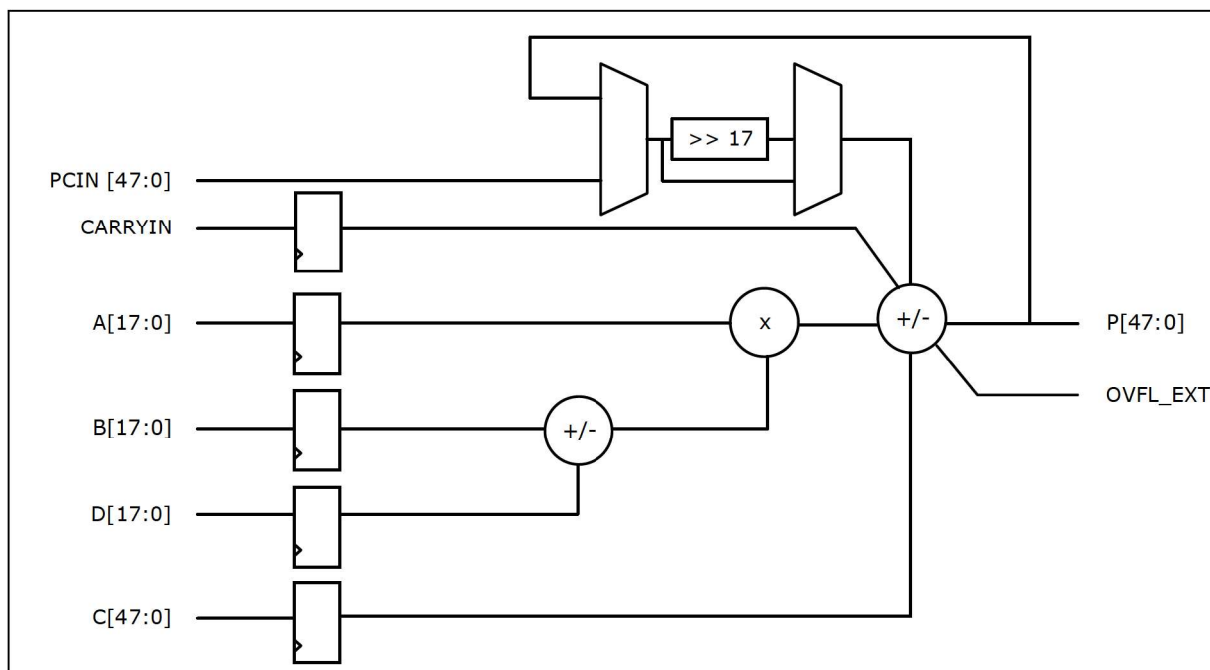 >> 17
PCIN [47:0]
CARRYIN
A[17:0]
x
+/-
P[47:0]
OVFL_EXT
B[17:0]
+/-
D[17:0]
C[47:0]